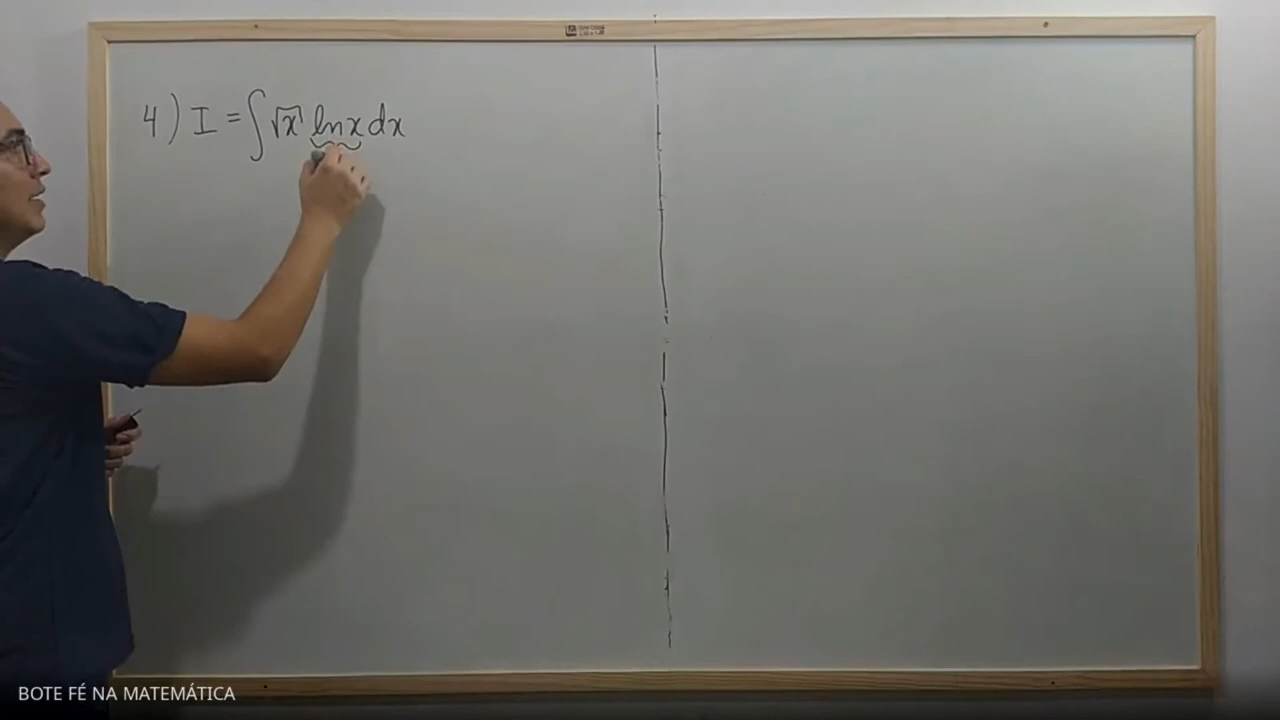 4) I = ∫ √x ln x dx
BOTE FÉ NA MATEMÁTICA